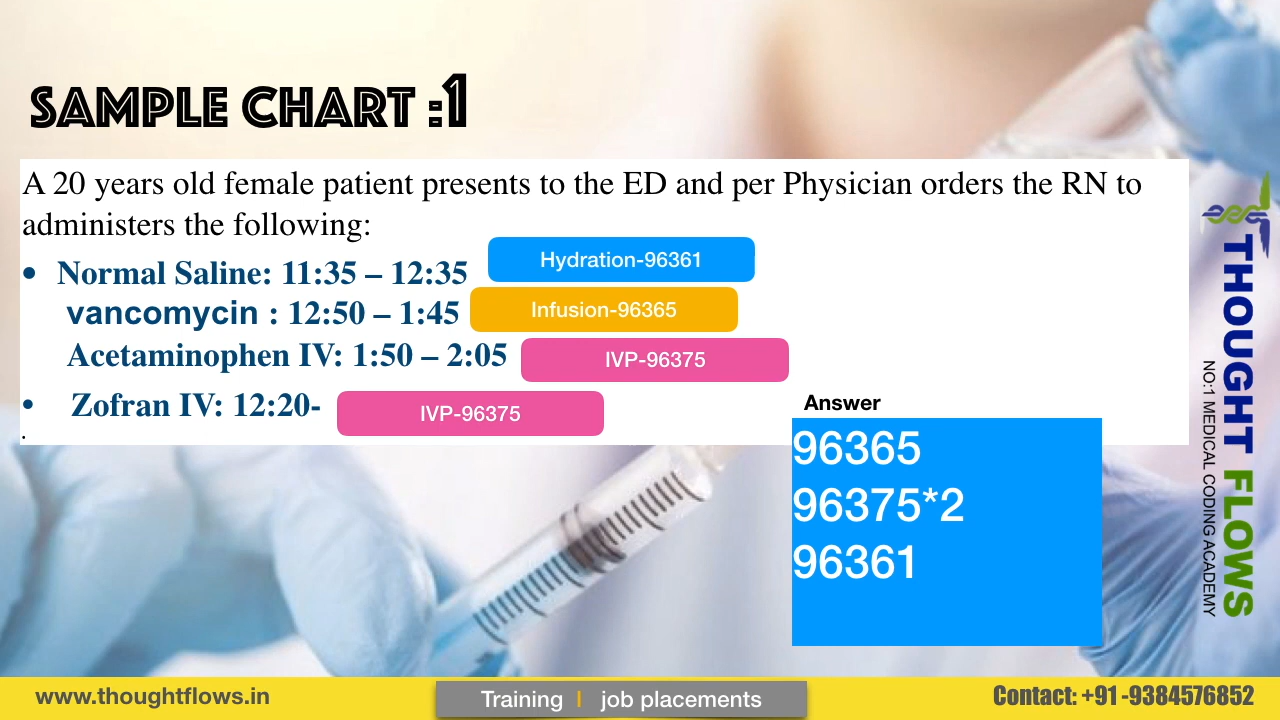 SAMPLE CHART :1
A 20 years old female patient presents to the ED and per Physician orders the RN to
administers the following:
• Normal Saline: 11:35 – 12:35 Hydration-96361
vancomycin : 12:50 – 1:45 Infusion-96365
Acetaminophen IV: 1:50 – 2:05 IVP-96375
• Zofran IV: 12:20- IVP-96375
.
Answer
96365
96375*2
96361
THOUGHT FLOWS
NO:1 MEDICAL CODING ACADEMY
www.thoughtflows.in
Training | job placements
Contact: +91 -9384576852